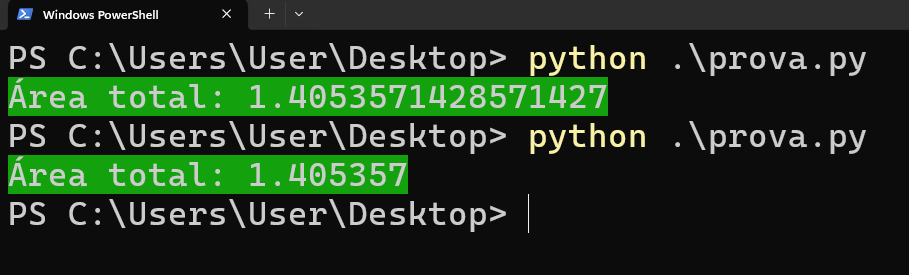 Windows PowerShell
PS C:\Users\User\Desktop> python .\prova.py
Área total: 1.4053571428571427
PS C:\Users\User\Desktop> python .\prova.py
Área total: 1.405357
PS C:\Users\User\Desktop>